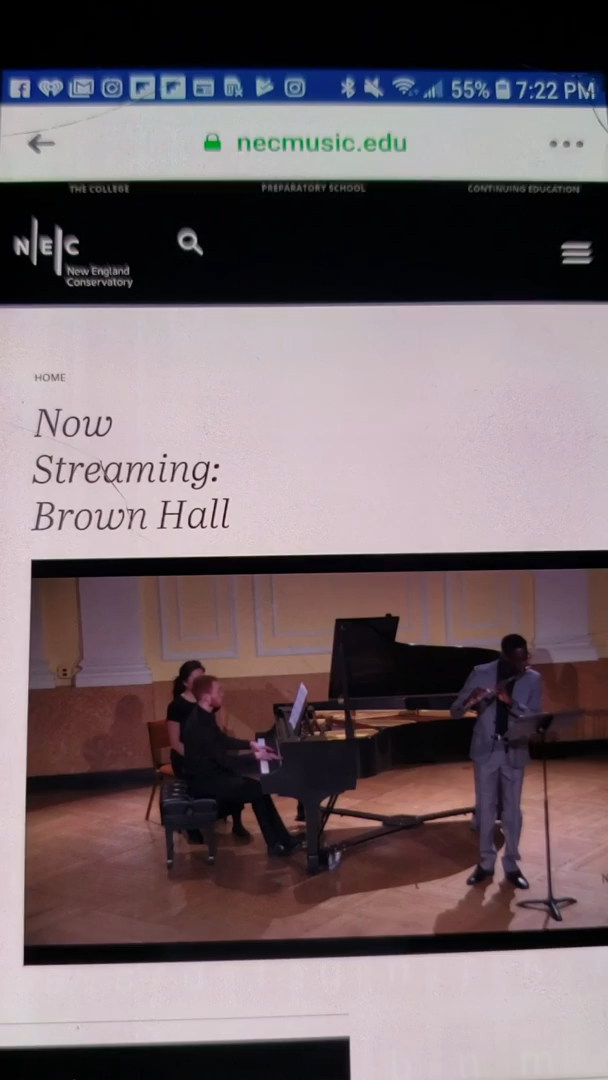 55% 7:22 PM
necmusic.edu
THE COLLEGE PREPARATORY SCHOOL CONTINUING EDUCATION
N E C
New England
Conservatory
HOME
Now
Streaming:
Brown Hall